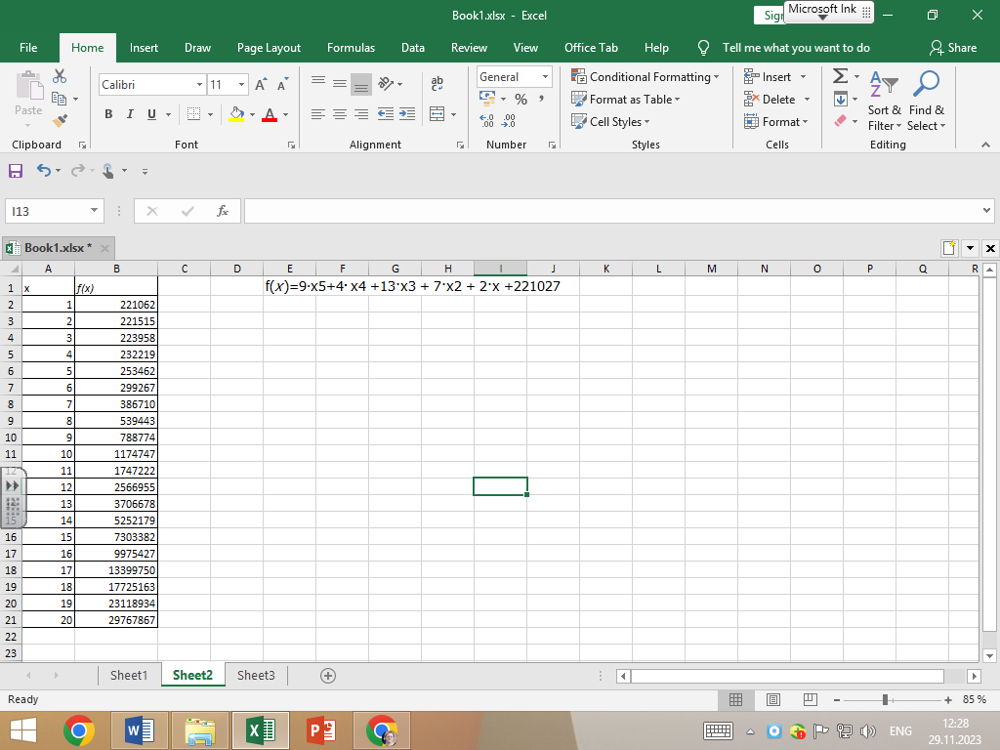 Book1.xlsx - Excel
Sign
Microsoft Ink
File Home Insert Draw Page Layout Formulas Data Review View Office Tab Help Tell me what you want to do Share
Paste
Calibri 11
B I U
General
% ,
Conditional Formatting
Format as Table
Cell Styles
Insert
Delete
Format
Sort & Filter
Find & Select
Clipboard Font Alignment Number Styles Cells Editing
I13 fx
Book1.xlsx *
A B C D E F G H I J K L M N O P Q R
1 x f(x) f(x)=9·x5+4· x4 +13·x3 + 7·x2 + 2·x +221027
2 1 221062
3 2 221515
4 3 223958
5 4 232219
6 5 253462
7 6 299267
8 7 386710
9 8 539443
10 9 788774
11 10 1174747
12 11 1747222
12 2566955
13 3706678
15 14 5252179
16 15 7303382
17 16 9975427
18 17 13399750
19 18 17725163
20 19 23118934
21 20 29767867
22
23
Sheet1 Sheet2 Sheet3
Ready 85 %
ENG 12:28
29.11.2023